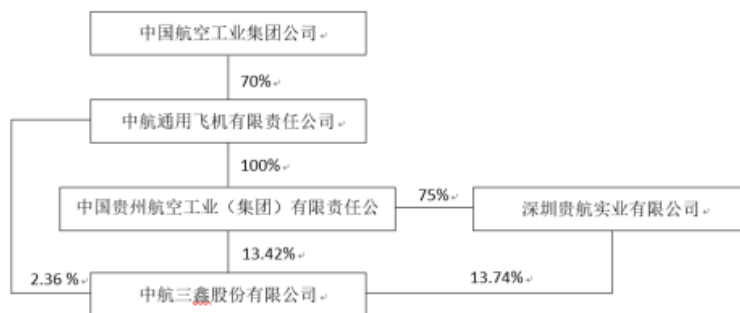 中国航空工业集团公司
70%
中航通用飞机有限责任公司
100%
中国贵州航空工业（集团）有限责任公
75%
深圳贵航实业有限公司
13.42%
2.36 %
13.74%
中航三鑫股份有限公司